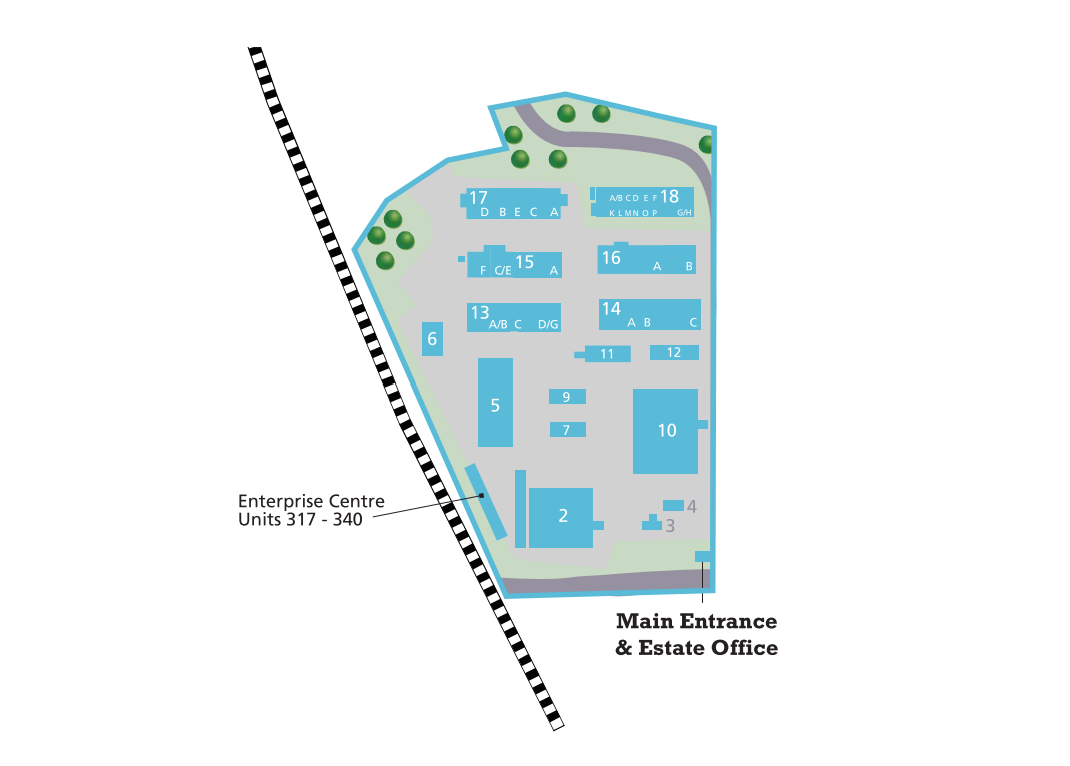 17
D B E C A
A/B C D E F 18
K L M N O P G/H
F C/E 15 A
16
A B
13
A/B C D/G
14
A B C
6
11
12
5
9
7
10
Enterprise Centre
Units 317 - 340
2
4
3
Main Entrance
& Estate Office